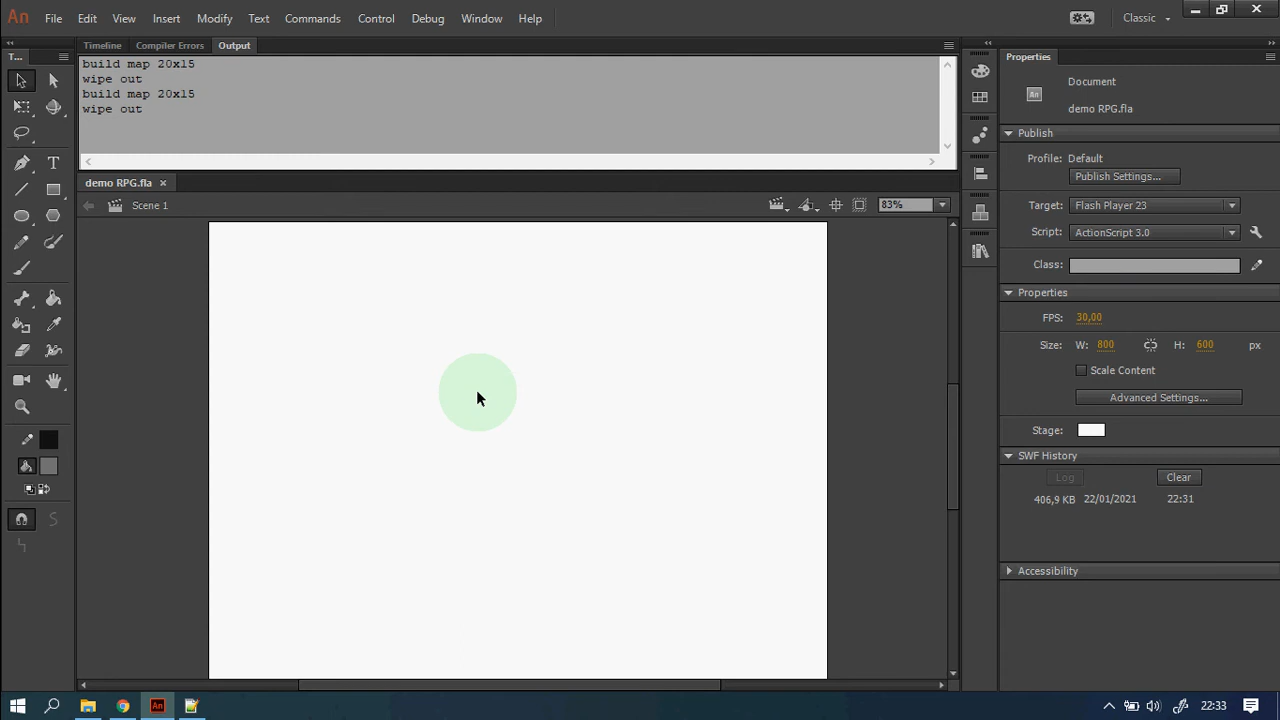 An File Edit View Insert Modify Text Commands Control Debug Window Help Classic
T... Timeline Compiler Errors Output
build map 20x15
wipe out
build map 20x15
wipe out
demo RPG.fla
Scene 1 83%
T
Properties
Document
An demo RPG.fla
Publish
Profile: Default
Publish Settings...
Target: Flash Player 23
Script: ActionScript 3.0
Class:
Properties
FPS: 30,00
Size: W: 800 H: 600 px
Scale Content
Advanced Settings...
Stage:
SWF History
Log Clear
406,9 KB 22/01/2021 22:31
Accessibility
An 22:33